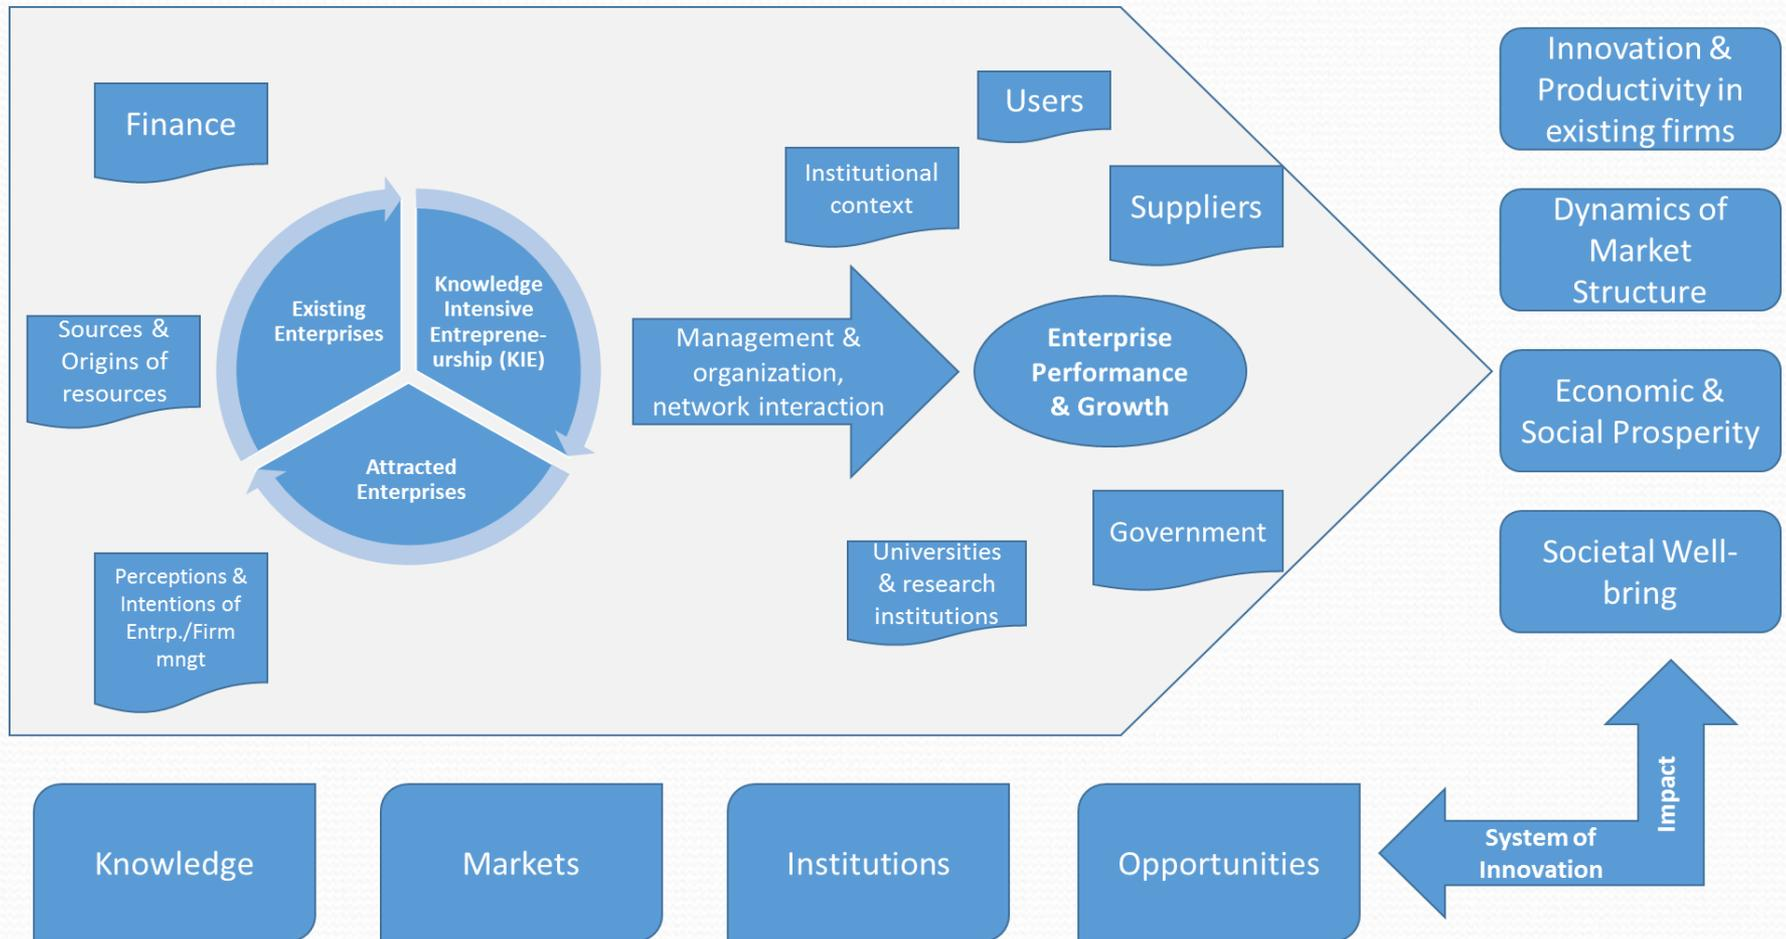 Finance
Sources &
Origins of
resources
Perceptions &
Intentions of
Entrp./Firm
mngt
Existing
Enterprises
Knowledge
Intensive
Entreprene-
urship (KIE)
Attracted
Enterprises
Management &
organization,
network interaction
Institutional
context
Users
Suppliers
Enterprise
Performance
& Growth
Universities
& research
institutions
Government
Innovation &
Productivity in
existing firms
Dynamics of
Market
Structure
Economic &
Social Prosperity
Societal Well-
bring
Knowledge
Markets
Institutions
Opportunities
System of
Innovation
Impact